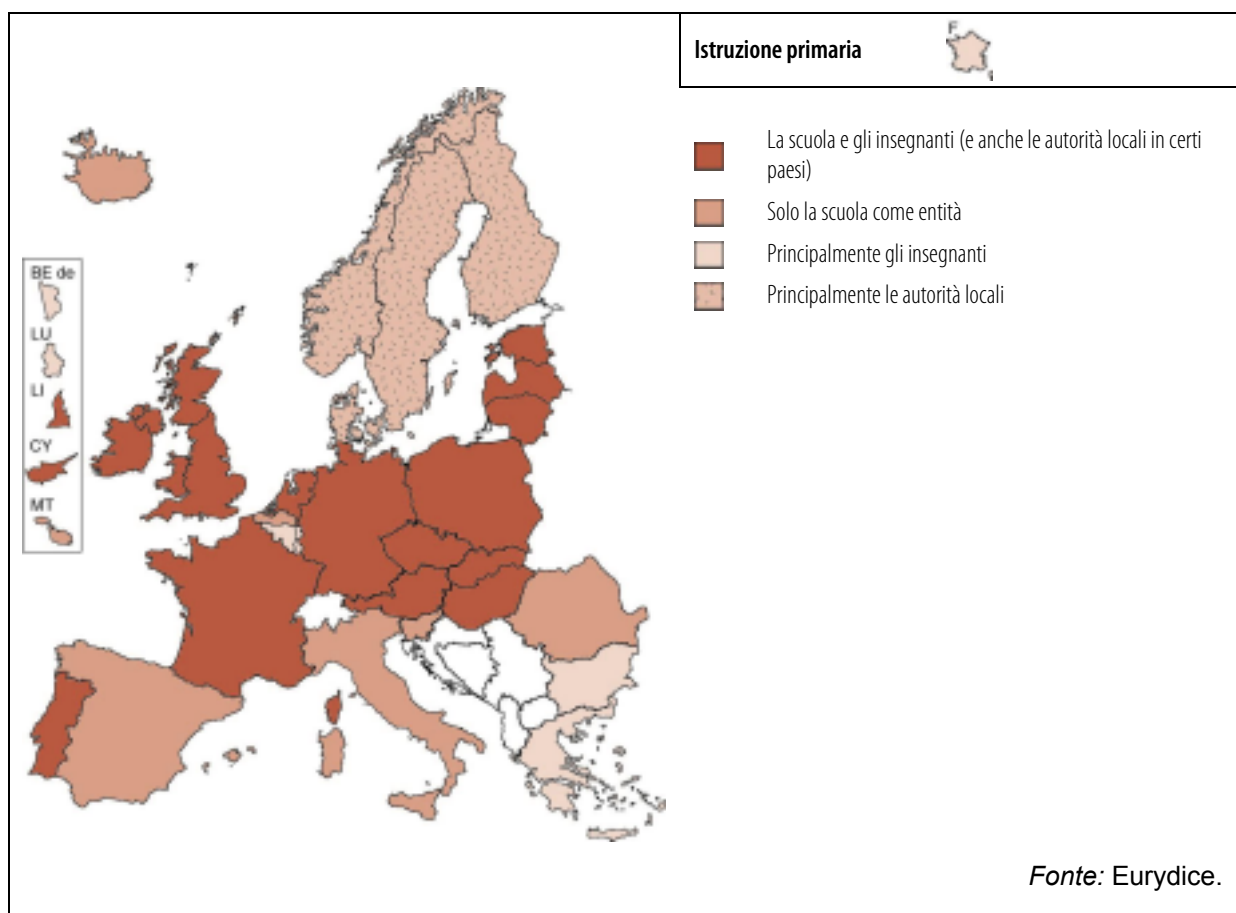 Istruzione primaria
F
La scuola e gli insegnanti (e anche le autorità locali in certi
paesi)
Solo la scuola come entità
Principalmente gli insegnanti
Principalmente le autorità locali
BE de
LU
LI
CY
MT
Fonte: Eurydice.